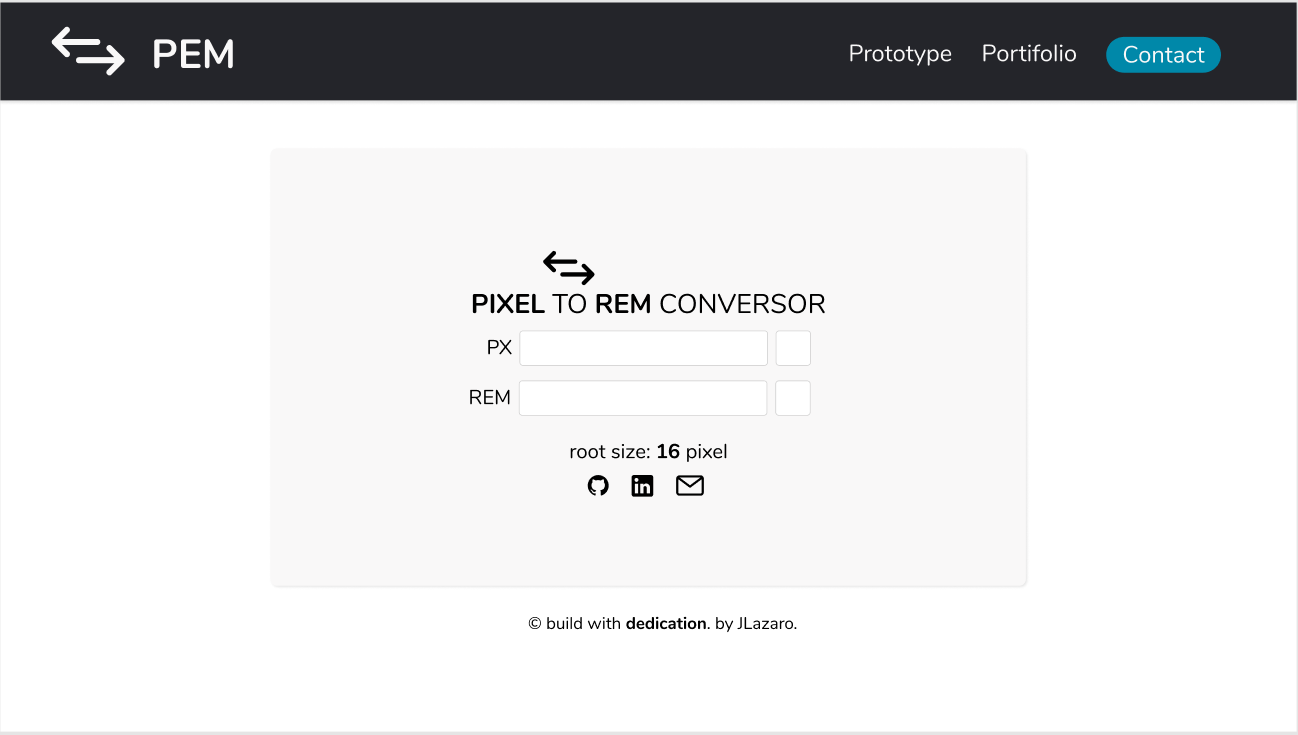 PEM
Prototype Portifolio Contact
PIXEL TO REM CONVERSOR
PX
REM
root size: 16 pixel
in
© build with dedication. by JLazaro.